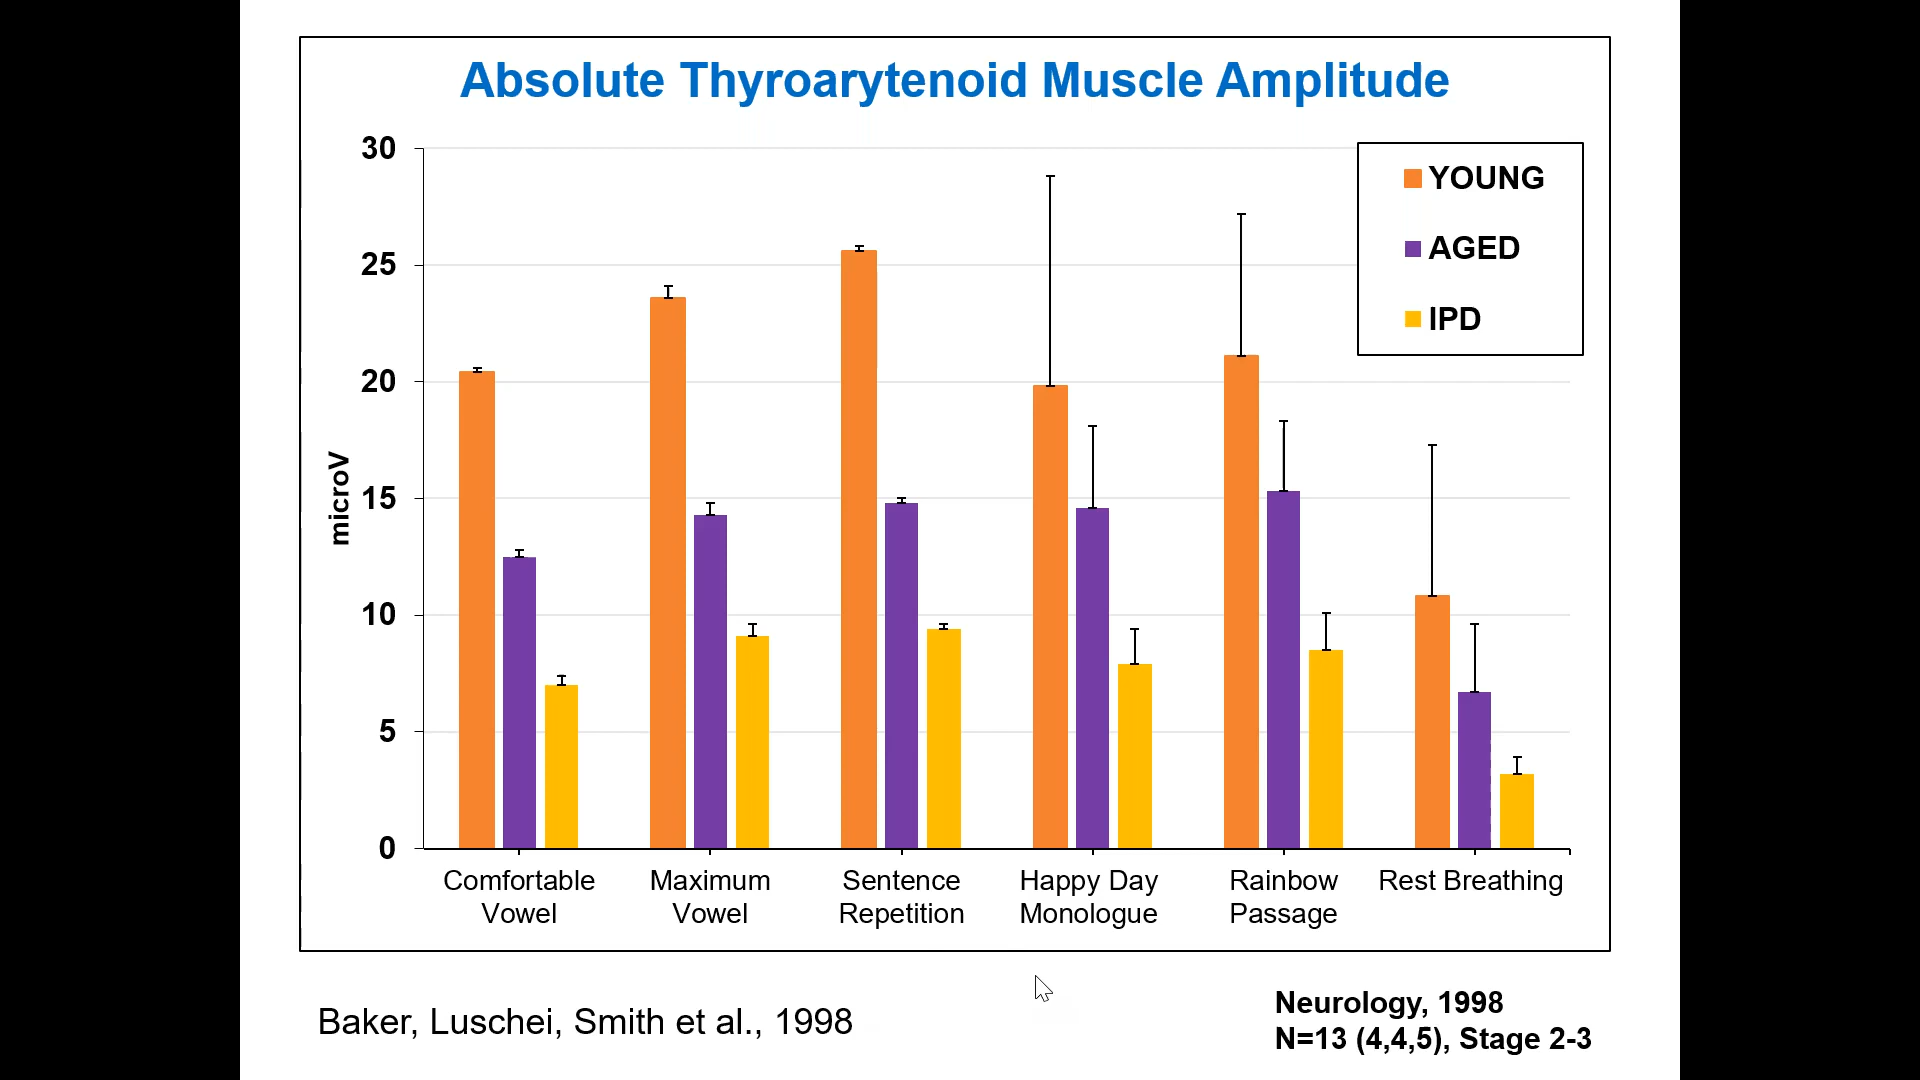 Absolute Thyroarytenoid Muscle Amplitude
30
25
20
15
10
5
0
microV
YOUNG
AGED
IPD
Comfortable
Vowel
Maximum
Vowel
Sentence
Repetition
Happy Day
Monologue
Rainbow
Passage
Rest Breathing
Baker, Luschei, Smith et al., 1998
Neurology, 1998
N=13 (4,4,5), Stage 2-3